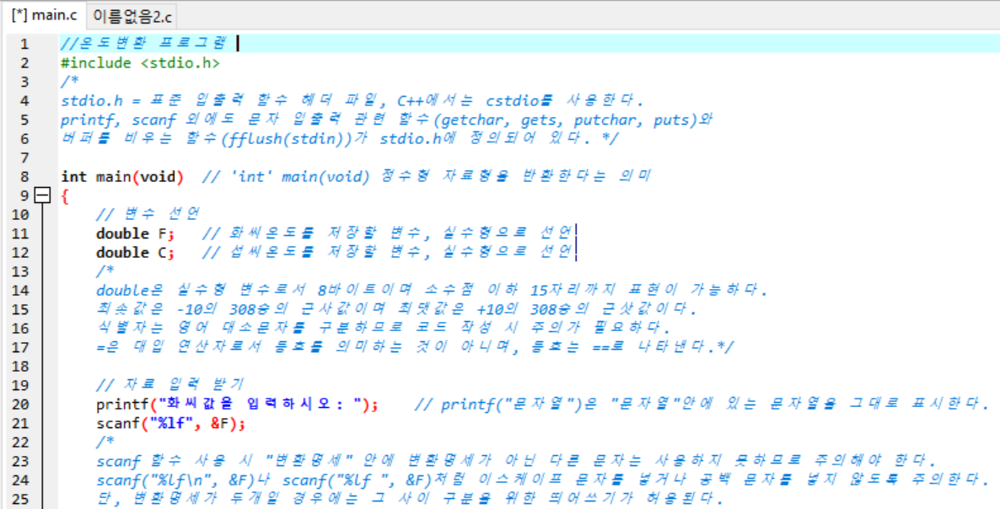 [*] main.c 이름없음2.c
1 //온도변환 프로그램
2 #include <stdio.h>
3 /*
4 stdio.h = 표준 입출력 함수 헤더 파일, C++에서는 cstdio를 사용한다.
5 printf, scanf 외에도 문자 입출력 관련 함수(getchar, gets, putchar, puts)와
6 버퍼를 비우는 함수(fflush(stdin))가 stdio.h에 정의되어 있다. */
7
8 int main(void) // 'int' main(void) 정수형 자료형을 반환한다는 의미
9 {
10 // 변수 선언
11 double F; // 화씨온도를 저장할 변수, 실수형으로 선언
12 double C; // 섭씨온도를 저장할 변수, 실수형으로 선언
13 /*
14 double은 실수형 변수로서 8바이트이며 소수점 이하 15자리까지 표현이 가능하다.
15 최솟값은 -10의 308승의 근사값이며 최댓값은 +10의 308승의 근삿값이다.
16 식별자는 영어 대소문자를 구분하므로 코드 작성 시 주의가 필요하다.
17 =은 대입 연산자로서 등호를 의미하는 것이 아니며, 등호는 ==로 나타낸다.*/
18
19 // 자료 입력 받기
20 printf("화씨값을 입력하시오: "); // printf("문자열")은 "문자열"안에 있는 문자열을 그대로 표시한다.
21 scanf("%lf", &F);
22 /*
23 scanf 함수 사용 시 "변환명세" 안에 변환명세가 아닌 다른 문자는 사용하지 못하므로 주의해야 한다.
24 scanf("%lf\n", &F)나 scanf("%lf ", &F)처럼 이스케이프 문자를 넣거나 공백 문자를 넣지 않도록 주의한다.
25 단, 변환명세가 두개일 경우에는 그 사이 구분을 위한 띄어쓰기가 허용된다.